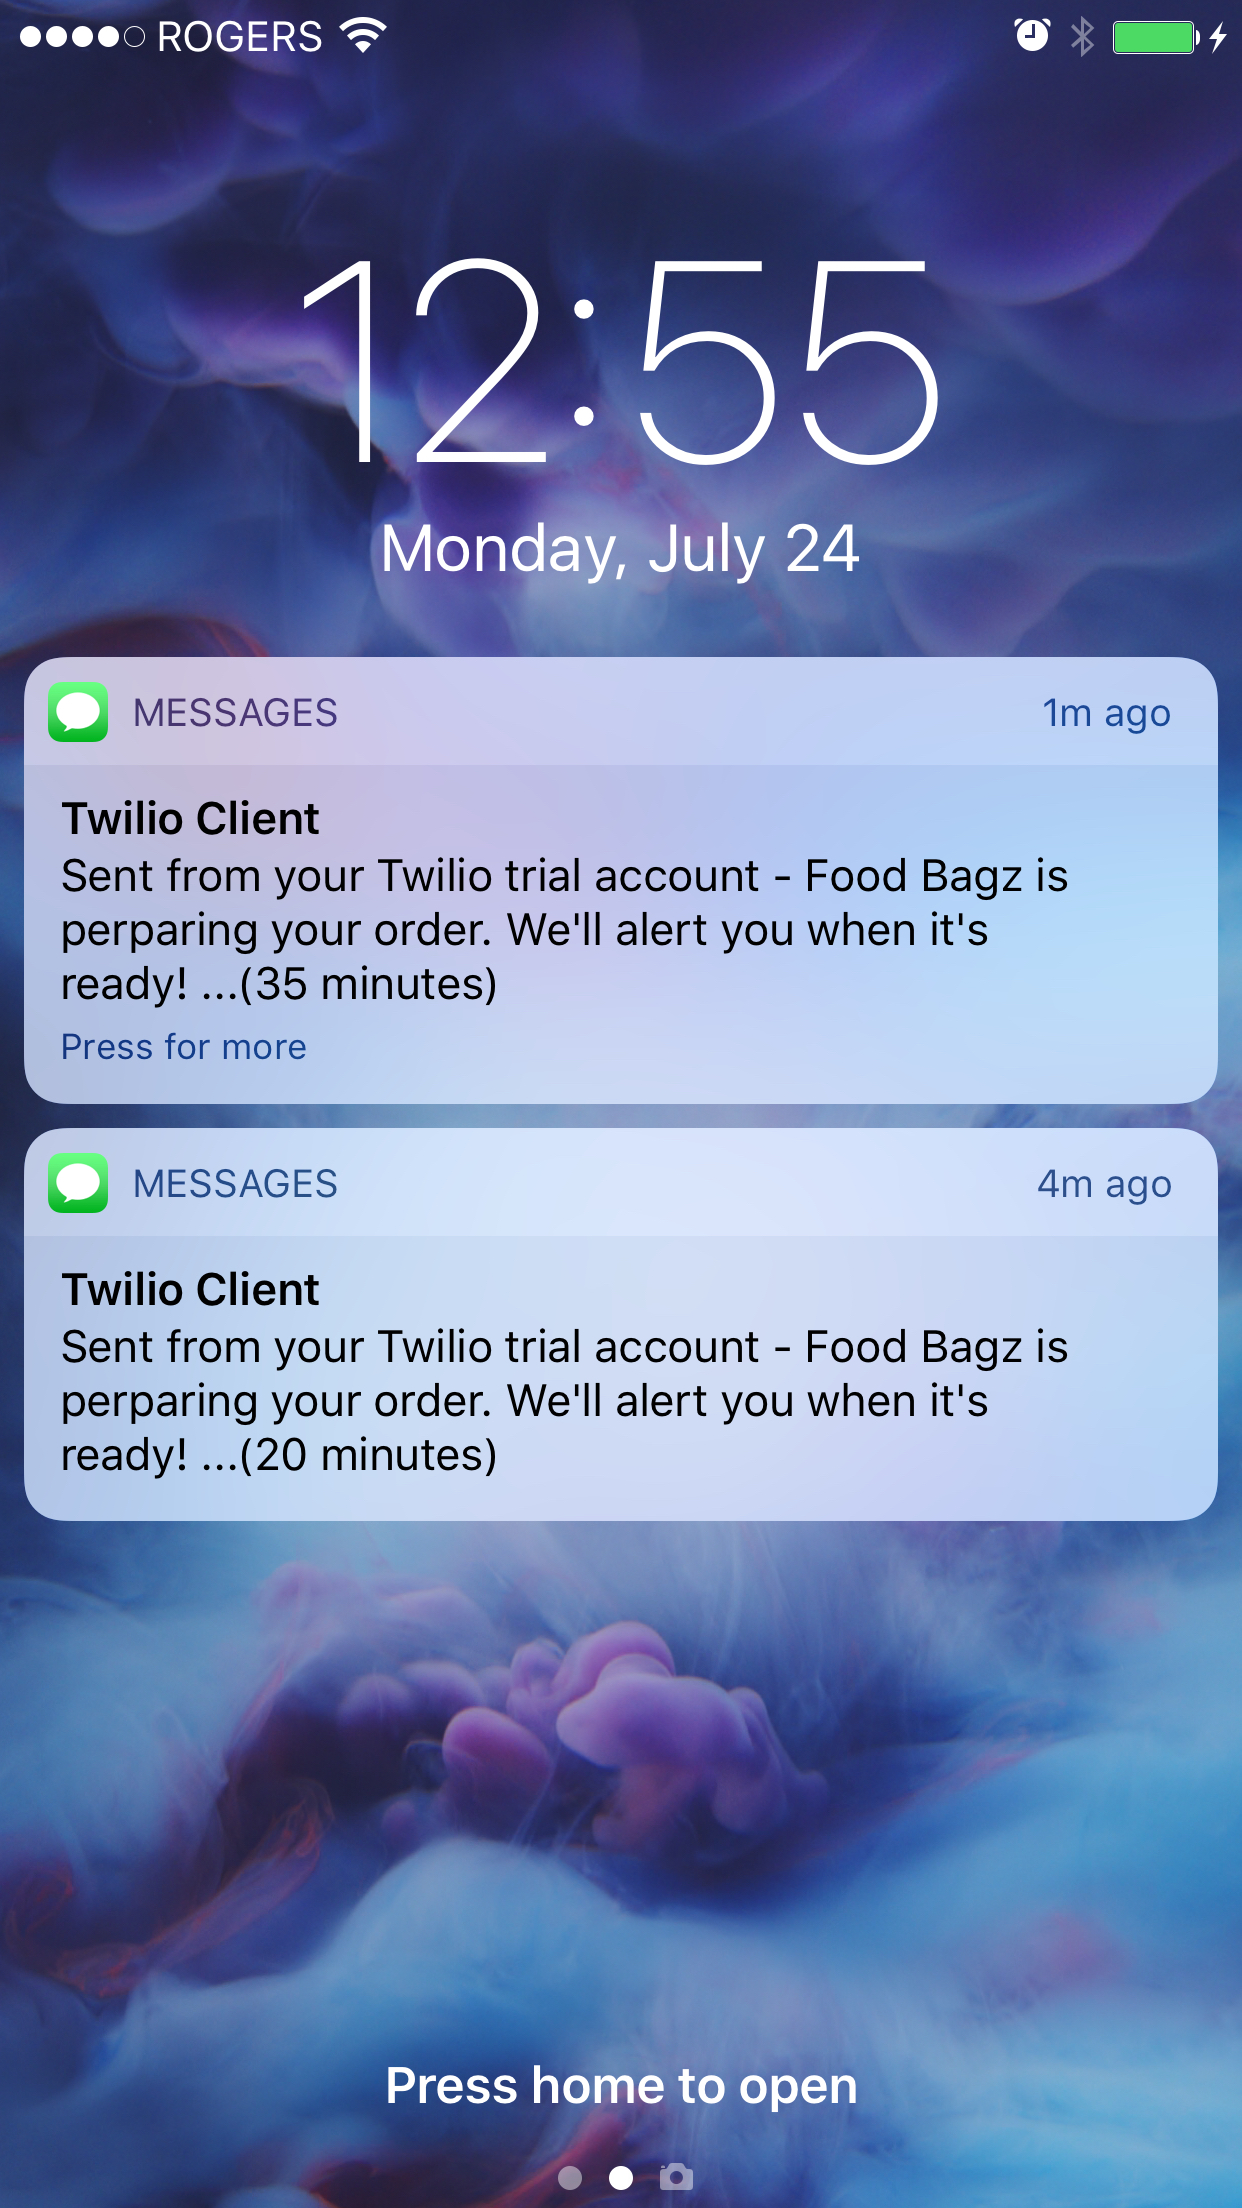 ROGERS
12:55
Monday, July 24
MESSAGES 1m ago
Twilio Client
Sent from your Twilio trial account - Food Bagz is
perparing your order. We'll alert you when it's
ready! ...(35 minutes)
Press for more
MESSAGES 4m ago
Twilio Client
Sent from your Twilio trial account - Food Bagz is
perparing your order. We'll alert you when it's
ready! ...(20 minutes)
Press home to open